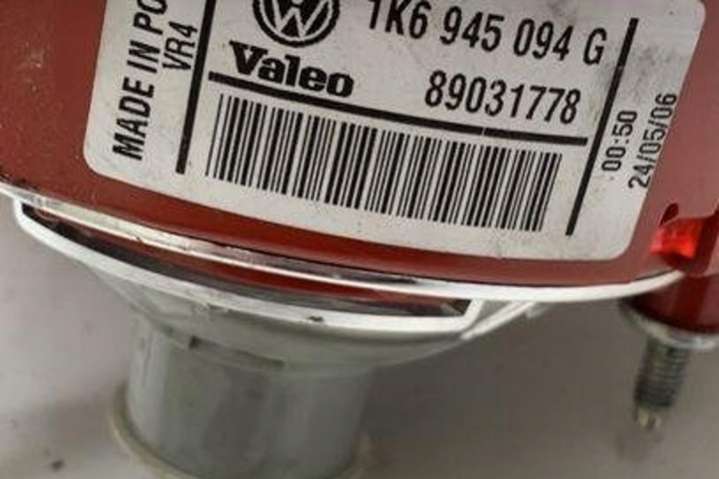 1K6 945 094 G
Valeo 89031778
MADE IN PO
VR4
00:50
24/05/06